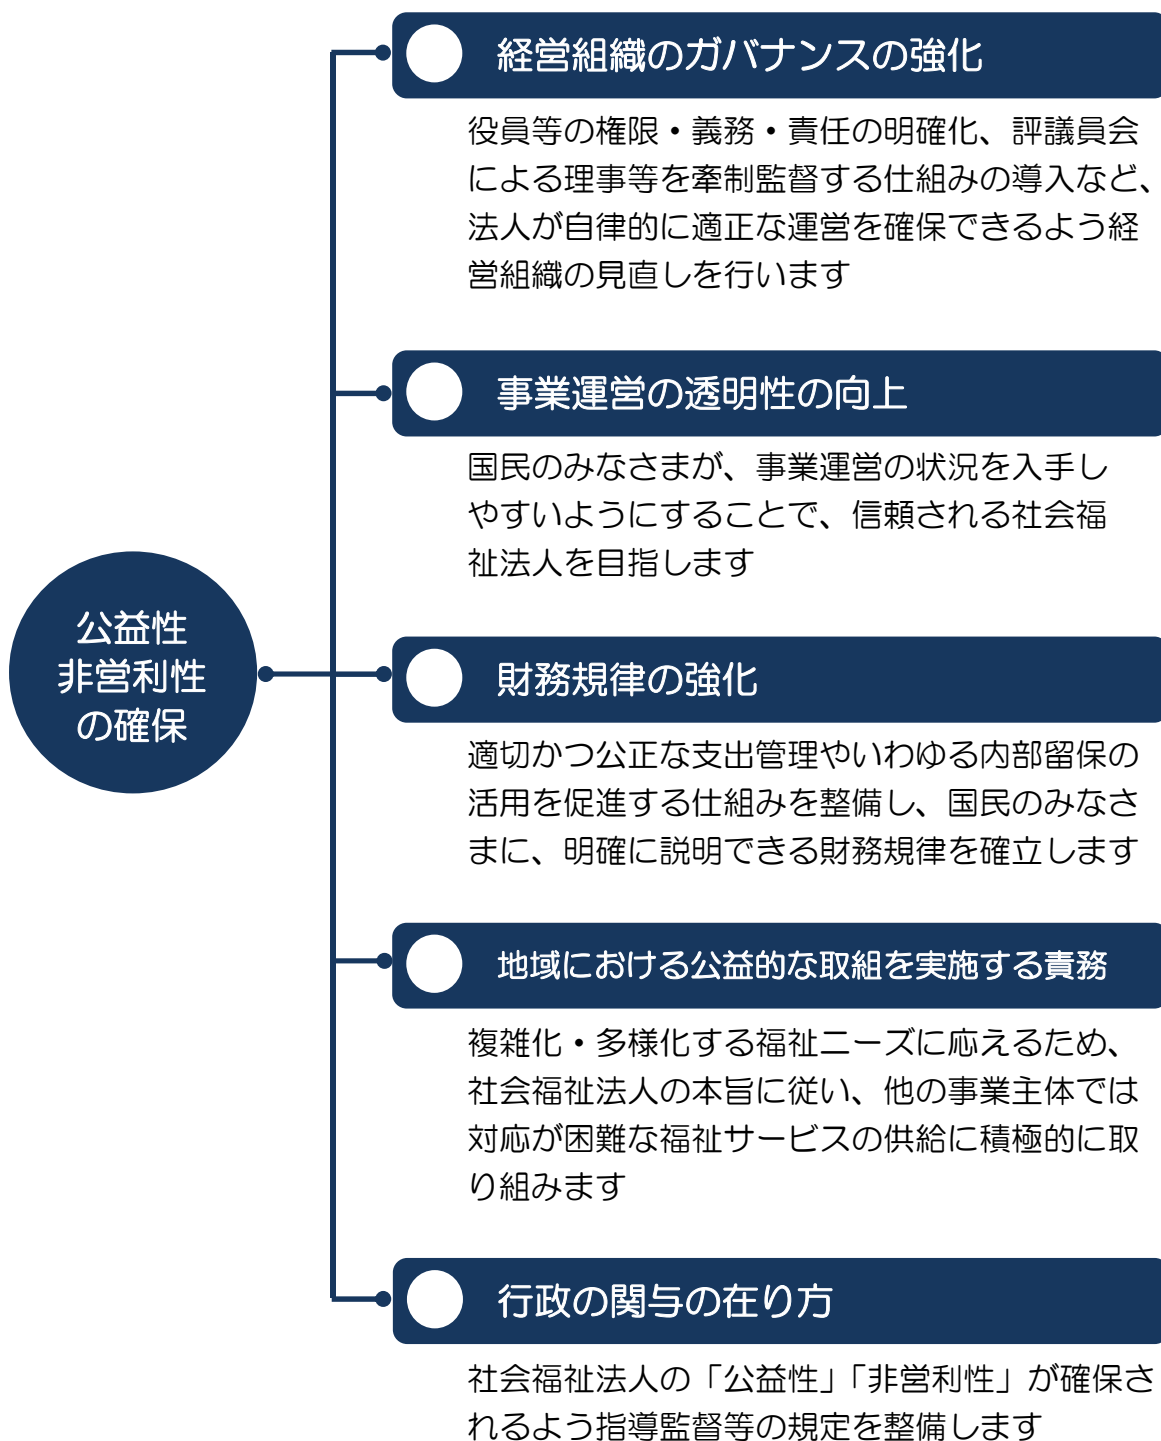 経営組織のガバナンスの強化
役員等の権限・義務・責任の明確化、評議員会
による理事等を牽制監督する仕組みの導入など、
法人が自律的に適正な運営を確保できるよう経
営組織の見直しを行います
事業運営の透明性の向上
国民のみなさまが、事業運営の状況を入手し
やすいようにすることで、信頼される社会福
祉法人を目指します
公益性
非営利性
の確保
財務規律の強化
適切かつ公正な支出管理やいわゆる内部留保の
活用を促進する仕組みを整備し、国民のみなさ
まに、明確に説明できる財務規律を確立します
地域における公益的な取組を実施する責務
複雑化・多様化する福祉ニーズに応えるため、
社会福祉法人の本旨に従い、他の事業主体では
対応が困難な福祉サービスの供給に積極的に取
り組みます
行政の関与の在り方
社会福祉法人の「公益性」「非営利性」が確保さ
れるよう指導監督等の規定を整備します